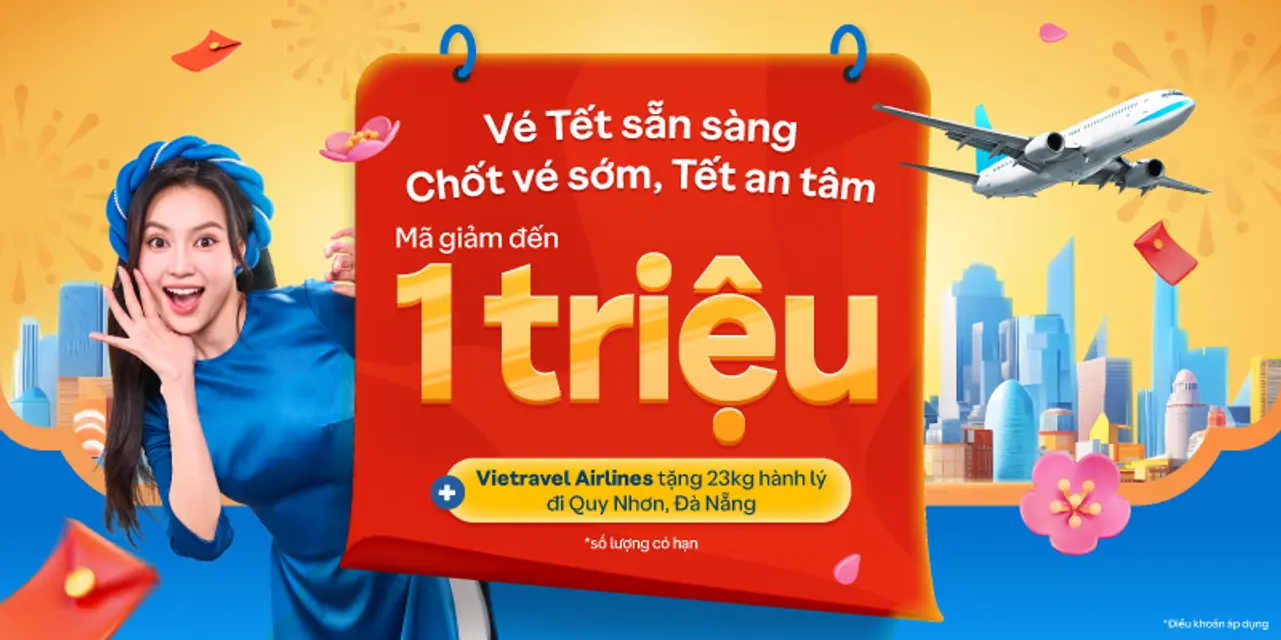 Vé Tết sẵn sàng
Chốt vé sớm, Tết an tâm
Mã giảm đến
1 triệu
Vietravel Airlines tặng 23kg hành lý
đi Quy Nhơn, Đà Nẵng
*số lượng có hạn
*Điều khoản áp dụng